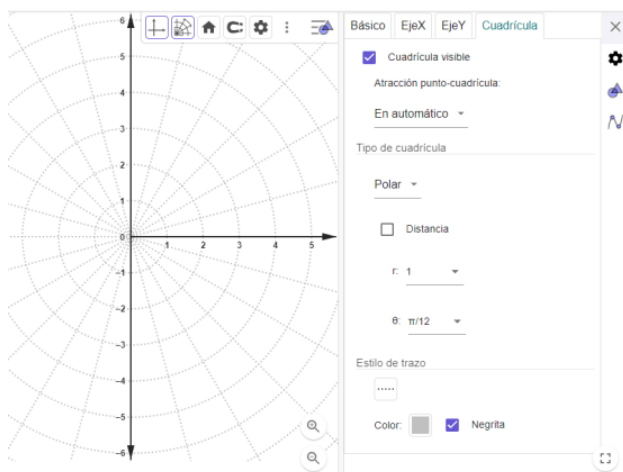 Básico EjeX EjeY Cuadrícula
Cuadrícula visible
Atracción punto-cuadrícula:
En automático
Tipo de cuadrícula
Polar
Distancia
r: 1
θ: π/12
Estilo de trazo
Color: Negrita
6
5
4
3
2
1
0 1 2 3 4 5
-1
-2
-3
-4
-5
-6